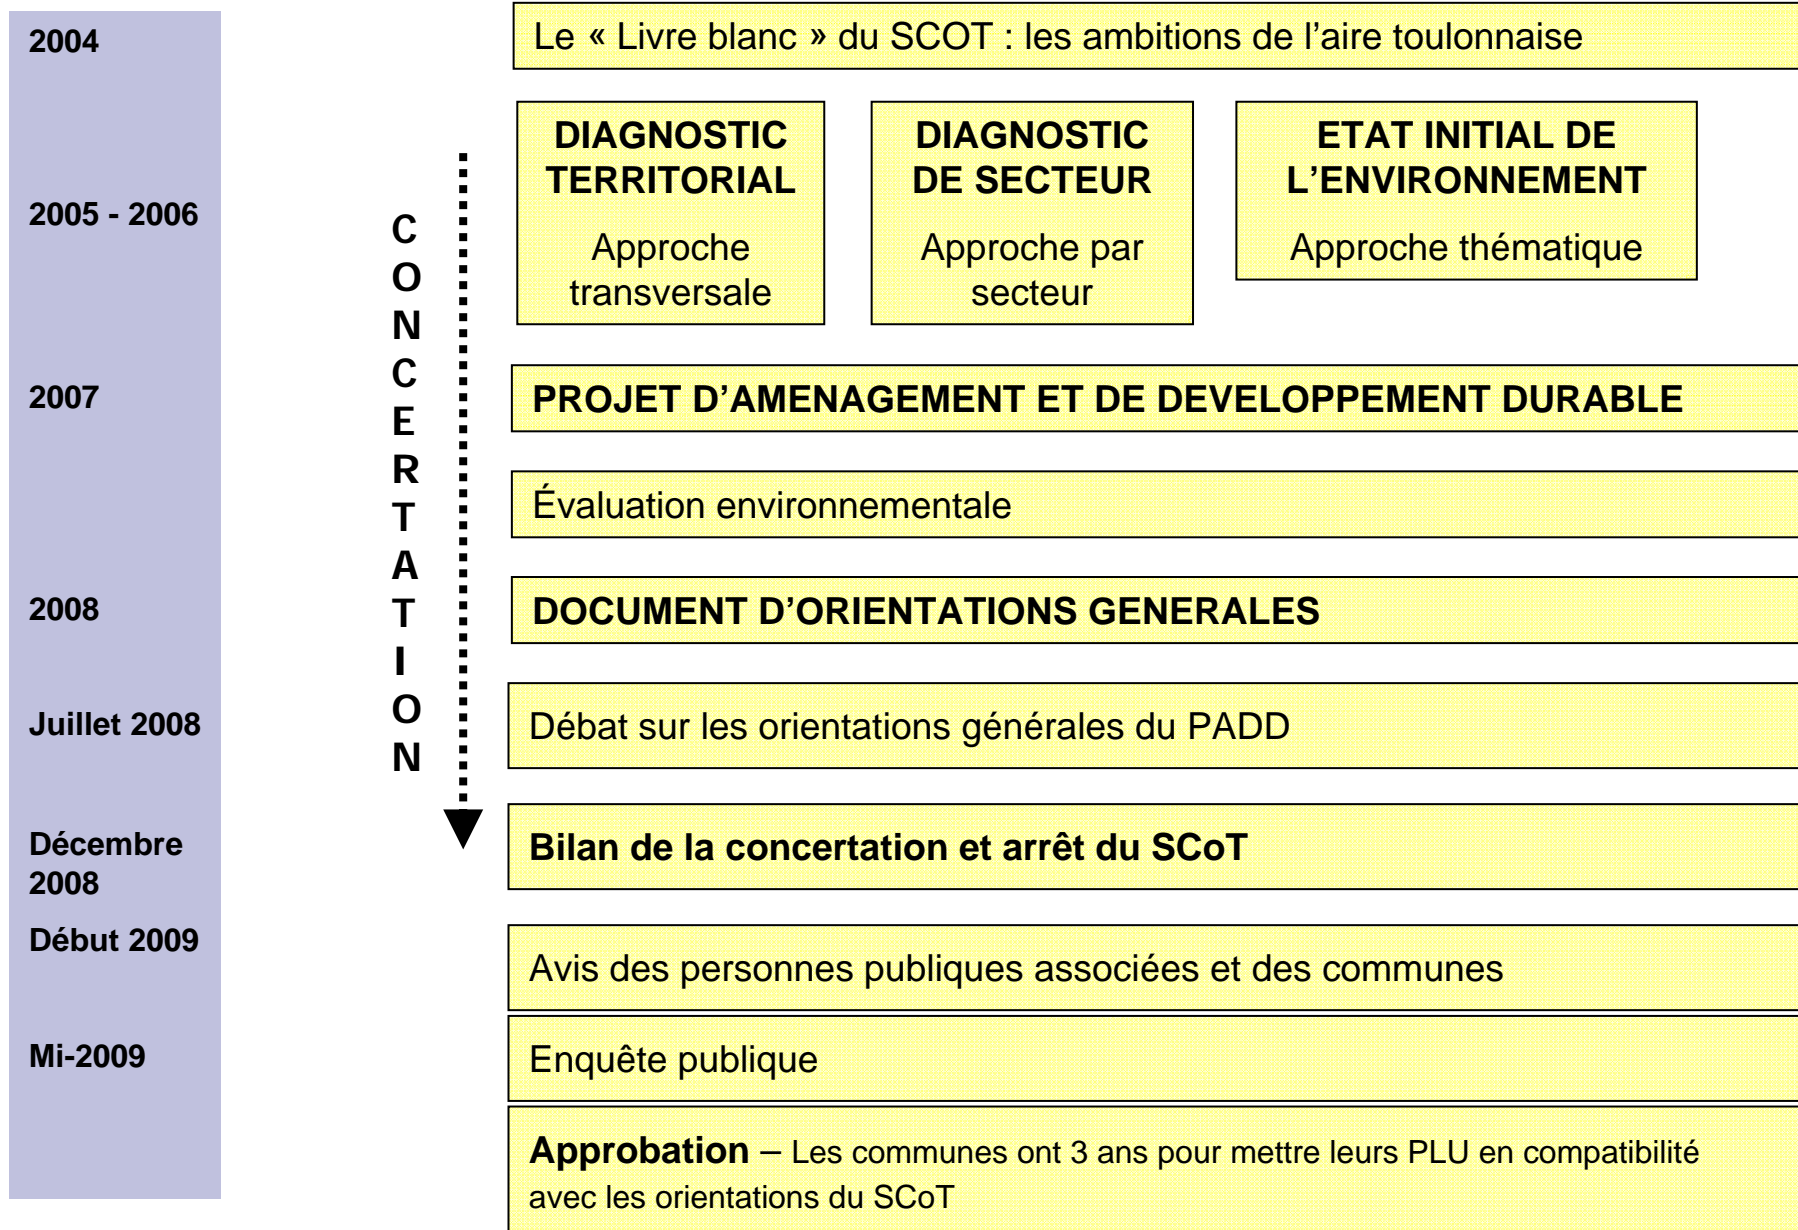 2004
Le « Livre blanc » du SCOT : les ambitions de l’aire toulonnaise
2005 - 2006
DIAGNOSTIC
TERRITORIAL
Approche
transversale
DIAGNOSTIC
DE SECTEUR
Approche par
secteur
ETAT INITIAL DE
L’ENVIRONNEMENT
Approche thématique
CONCERTATION
2007
PROJET D’AMENAGEMENT ET DE DEVELOPPEMENT DURABLE
Évaluation environnementale
2008
DOCUMENT D’ORIENTATIONS GENERALES
Juillet 2008
Débat sur les orientations générales du PADD
Décembre
2008
Bilan de la concertation et arrêt du SCoT
Début 2009
Avis des personnes publiques associées et des communes
Mi-2009
Enquête publique
Approbation – Les communes ont 3 ans pour mettre leurs PLU en compatibilité
avec les orientations du SCoT